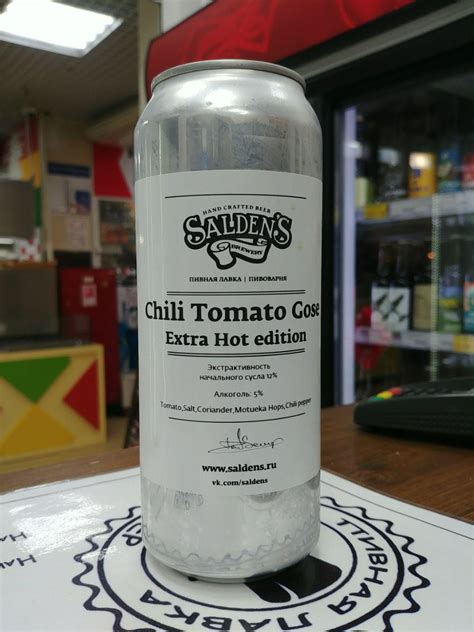 HAND CRAFTED BEER
SALDEN'S
BREWERY
ПИВНАЯ ЛАВКА | ПИВОВАРНЯ
Chili Tomato Gose
Extra Hot edition
Экстрактивность
начального сусла 12%
Алкоголь: 5%
Tomato,Salt,Coriander,Motueka Hops,Chili pepper
www.saldens.ru
vk.com/saldens
ПИВНАЯ ЛАВКА